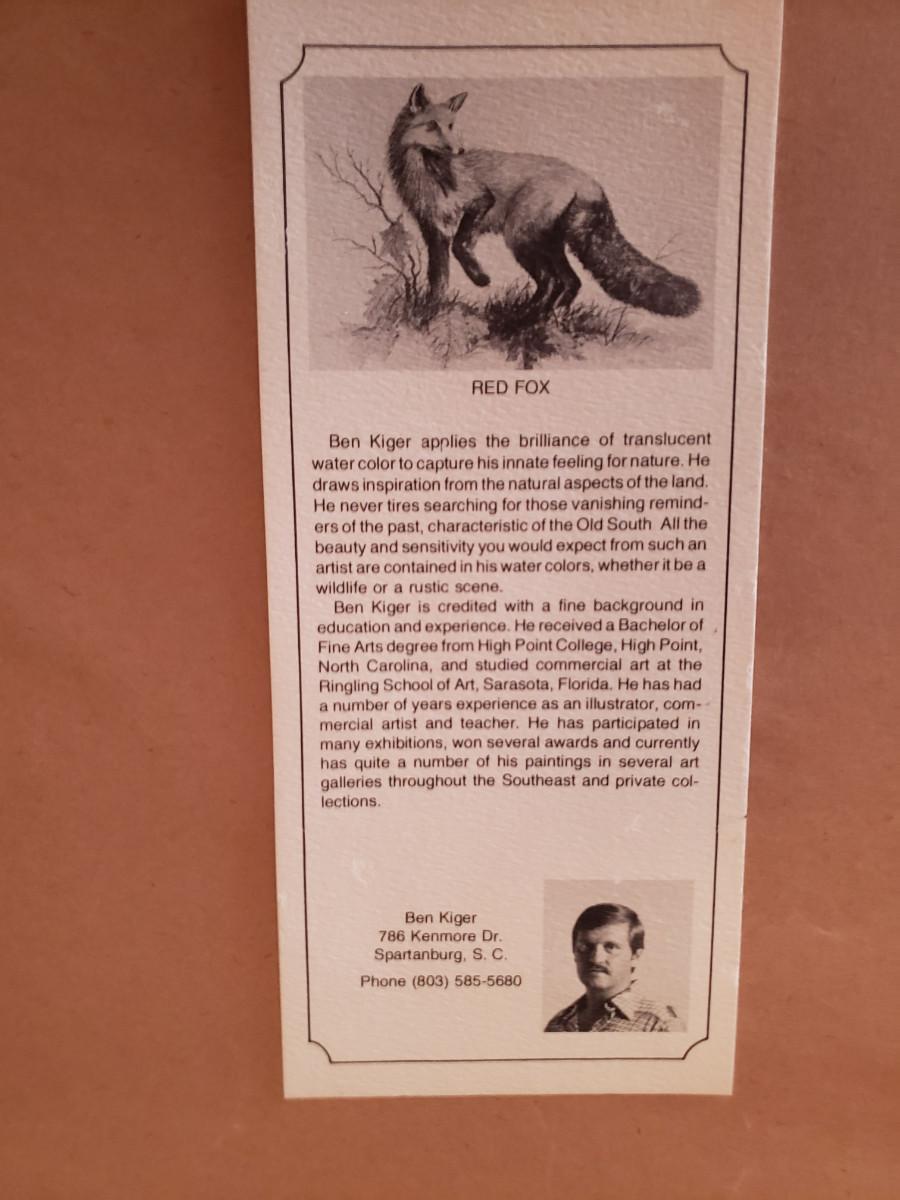 RED FOX
Ben Kiger applies the brilliance of translucent
water color to capture his innate feeling for nature. He
draws inspiration from the natural aspects of the land.
He never tires searching for those vanishing remind-
ers of the past, characteristic of the Old South All the
beauty and sensitivity you would expect from such an
artist are contained in his water colors, whether it be a
wildlife or a rustic scene.
Ben Kiger is credited with a fine background in
education and experience. He received a Bachelor of
Fine Arts degree from High Point College, High Point,
North Carolina, and studied commercial art at the
Ringling School of Art, Sarasota, Florida. He has had
a number of years experience as an illustrator, com-
mercial artist and teacher. He has participated in
many exhibitions, won several awards and currently
has quite a number of his paintings in several art
galleries throughout the Southeast and private col-
lections.
Ben Kiger
786 Kenmore Dr.
Spartanburg, S. C.
Phone (803) 585-5680